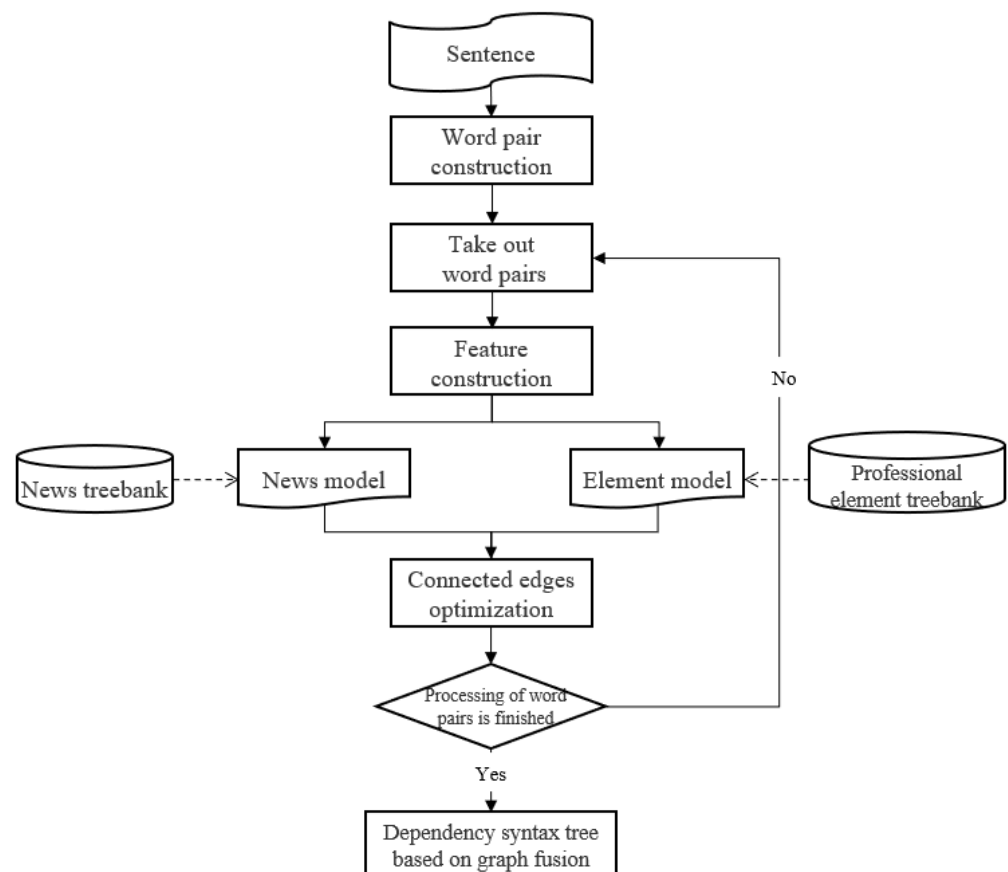 Sentence
Word pair
construction
Take out
word pairs
Feature
construction
No
News treebank
News model
Element model
Professional
element treebank
Connected edges
optimization
Processing of word
pairs is finished
Yes
Dependency syntax tree
based on graph fusion